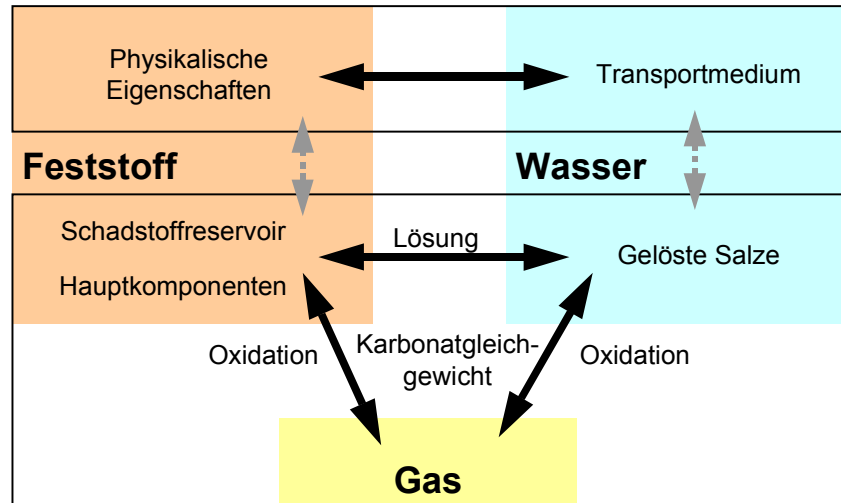 Physikalische
Eigenschaften
Transportmedium
Feststoff
Wasser
Schadstoffreservoir
Lösung
Gelöste Salze
Hauptkomponenten
Oxidation
Karbonatgleich-
gewicht
Oxidation
Gas